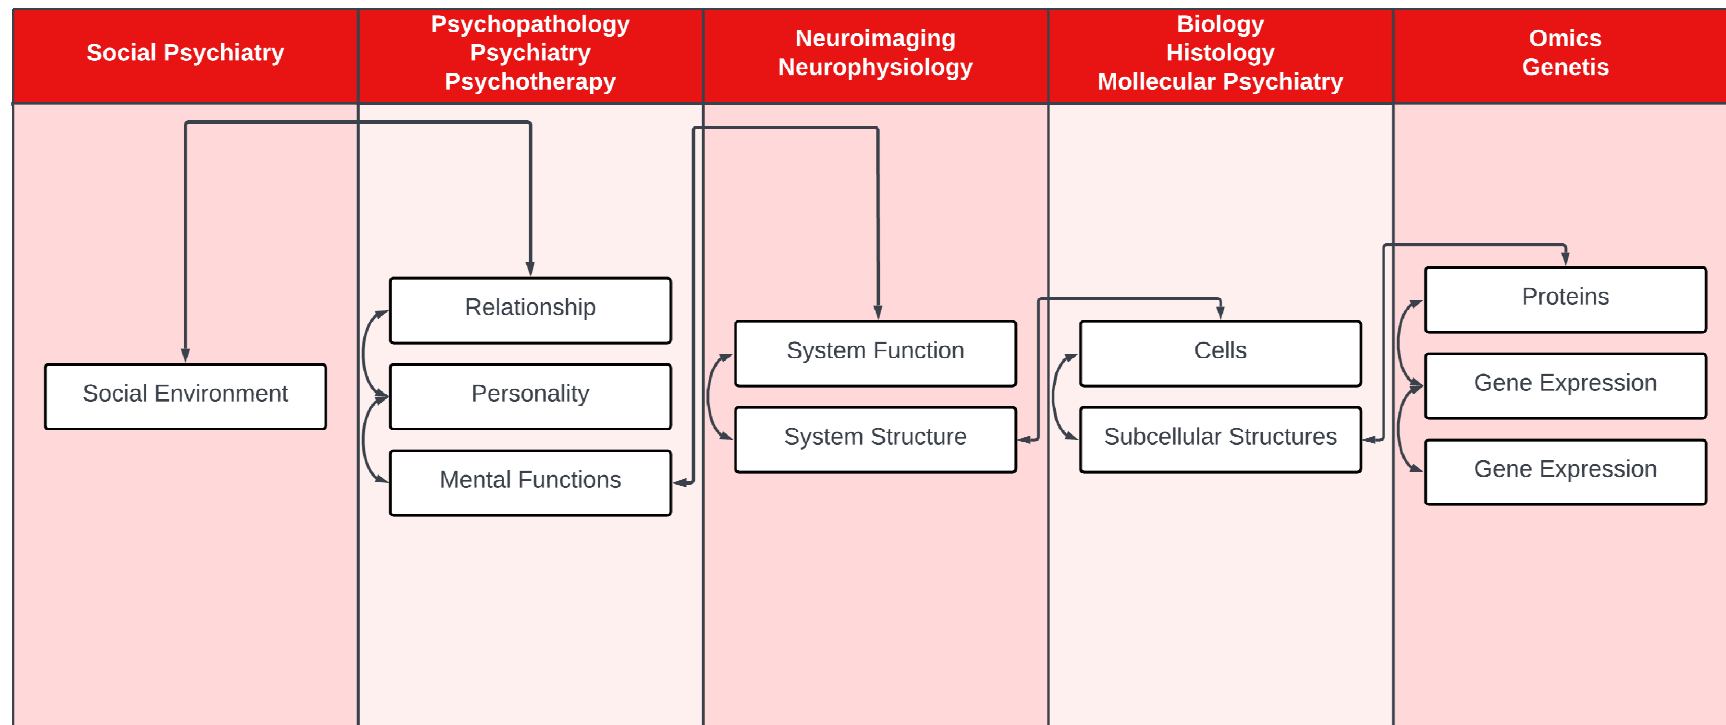 Social Psychiatry
Psychopathology
Psychiatry
Psychotherapy
Neuroimaging
Neurophysiology
Biology
Histology
Mollecular Psychiatry
Omics
Genetis
Social Environment
Relationship
Personality
Mental Functions
System Function
System Structure
Cells
Subcellular Structures
Proteins
Gene Expression
Gene Expression